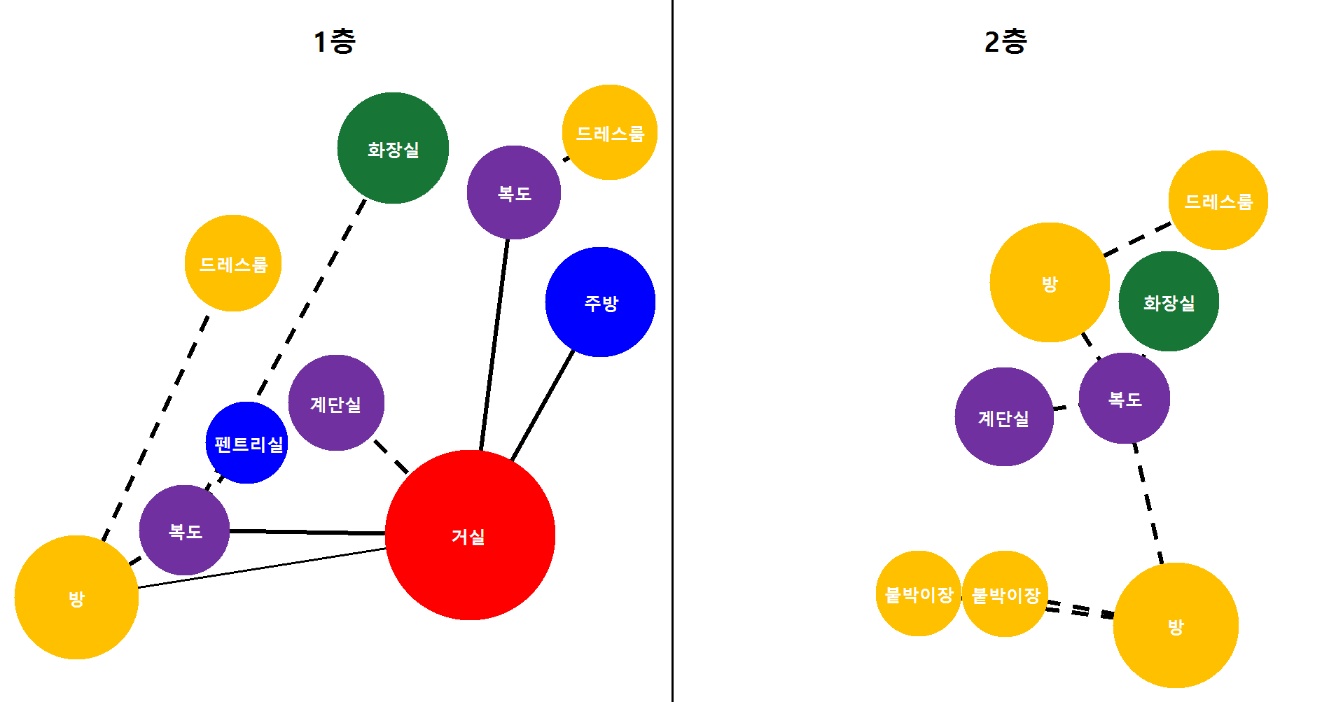 1층
2층
드레스룸
화장실
복도
드레스룸
주방
계단실
펜트리실
복도
거실
방
드레스룸
방
화장실
복도
계단실
붙박이장
붙박이장
방